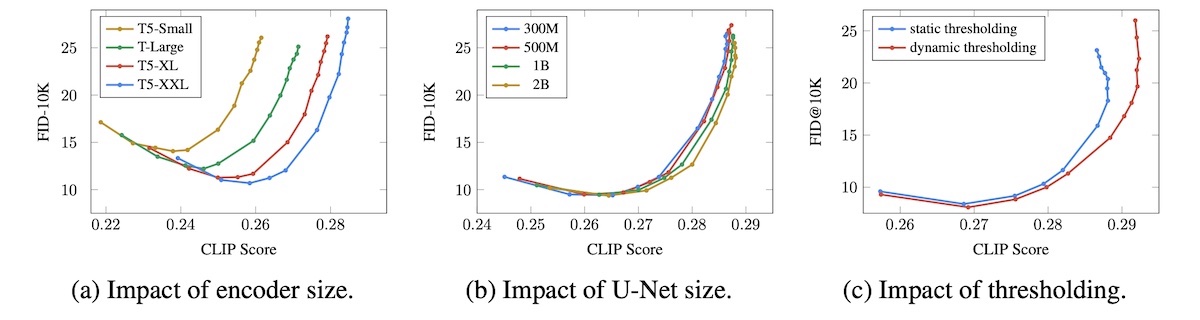 T5-Small
T-Large
T5-XL
T5-XXL
FID-10K
25
20
15
10
0.22
0.24
0.26
0.28
CLIP Score
(a) Impact of encoder size.
300M
500M
1B
2B
FID-10K
25
20
15
10
0.24
0.25
0.26
0.27
0.28
0.29
CLIP Score
(b) Impact of U-Net size.
static thresholding
dynamic thresholding
FID@10K
25
20
15
10
0.26
0.27
0.28
0.29
CLIP Score
(c) Impact of thresholding.